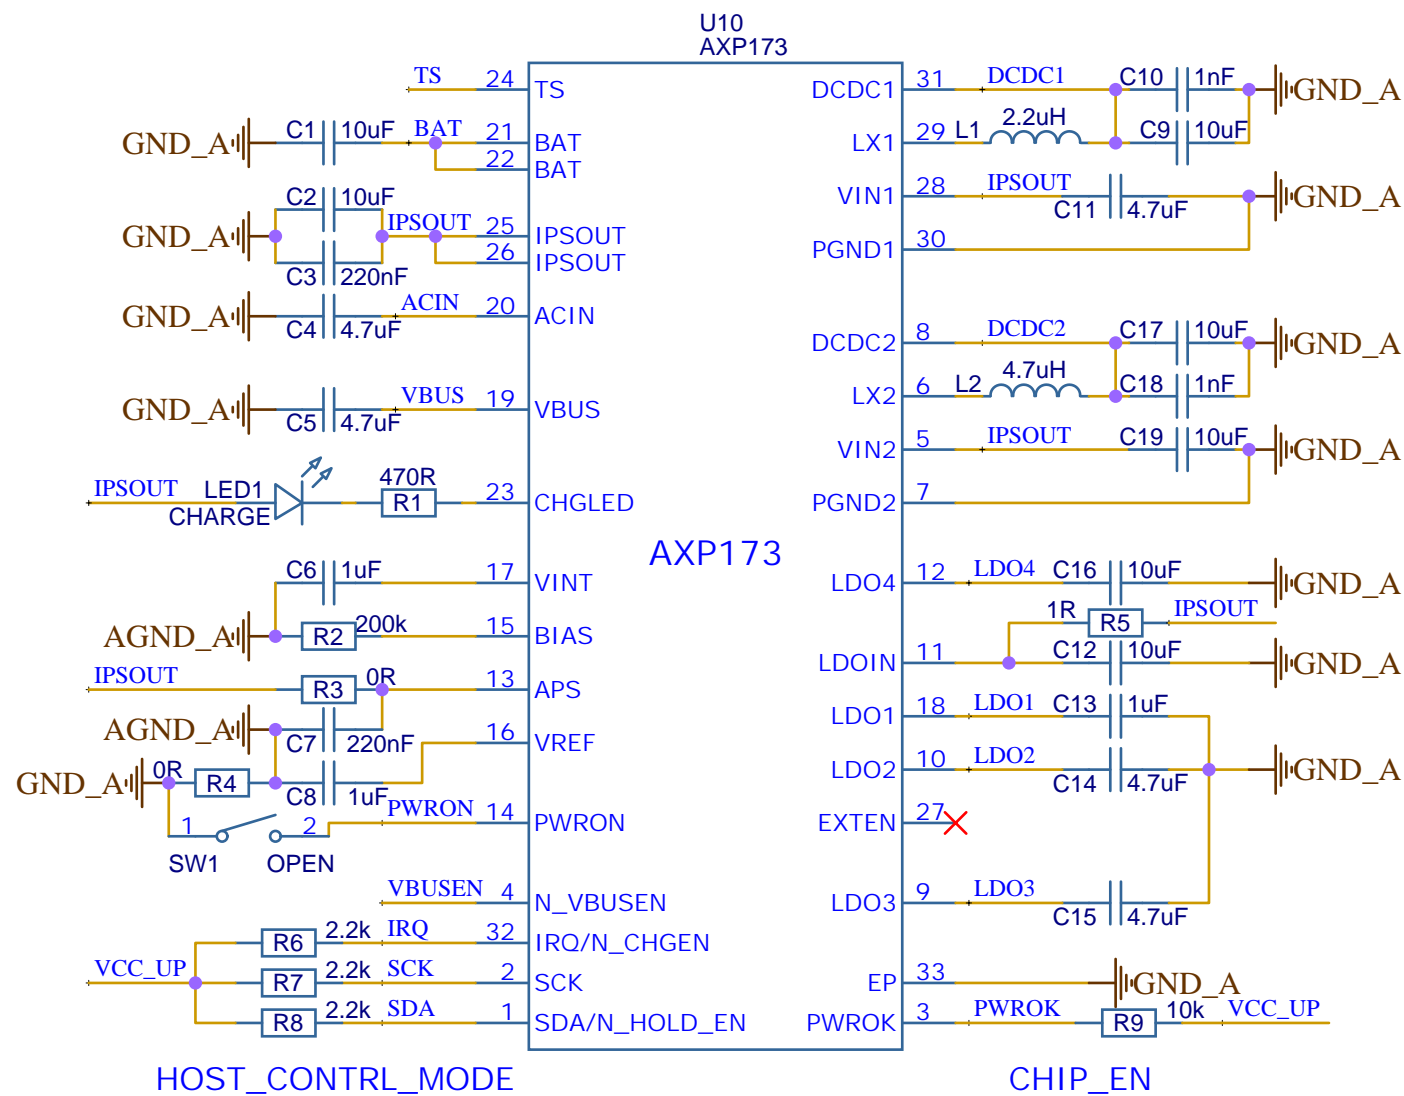 U10
AXP173
TS 24 TS
GND_A C1 10uF BAT 21 BAT
22 BAT
C2 10uF
GND_A IPSOUT 25 IPSOUT
26 IPSOUT
C3 220nF
GND_A C4 4.7uF ACIN 20 ACIN
GND_A C5 4.7uF VBUS 19 VBUS
IPSOUT LED1 CHARGE 470R R1 23 CHGLED
C6 1uF 17 VINT
AGND_A R2 200k 15 BIAS
IPSOUT R3 0R 13 APS
AGND_A C7 220nF 16 VREF
GND_A 0R R4 C8 1uF
1 2 PWRON 14 PWRON
SW1 OPEN
VBUSEN 4 N_VBUSEN
R6 2.2k IRQ 32 IRQ/N_CHGEN
VCC_UP R7 2.2k SCK 2 SCK
R8 2.2k SDA 1 SDA/N_HOLD_EN
HOST_CONTRL_MODE
AXP173
DCDC1 31 DCDC1 C10 1nF GND_A
LX1 29 L1 2.2uH C9 10uF
VIN1 28 IPSOUT C11 4.7uF GND_A
PGND1 30
DCDC2 8 DCDC2 C17 10uF GND_A
LX2 6 L2 4.7uH C18 1nF
VIN2 5 IPSOUT C19 10uF GND_A
PGND2 7
LDO4 12 LDO4 C16 10uF GND_A
1R R5 IPSOUT
LDOIN 11 C12 10uF GND_A
LDO1 18 LDO1 C13 1uF
LDO2 10 LDO2 C14 4.7uF GND_A
EXTEN 27
LDO3 9 LDO3 C15 4.7uF
EP 33 GND_A
PWROK 3 PWROK R9 10k VCC_UP
CHIP_EN